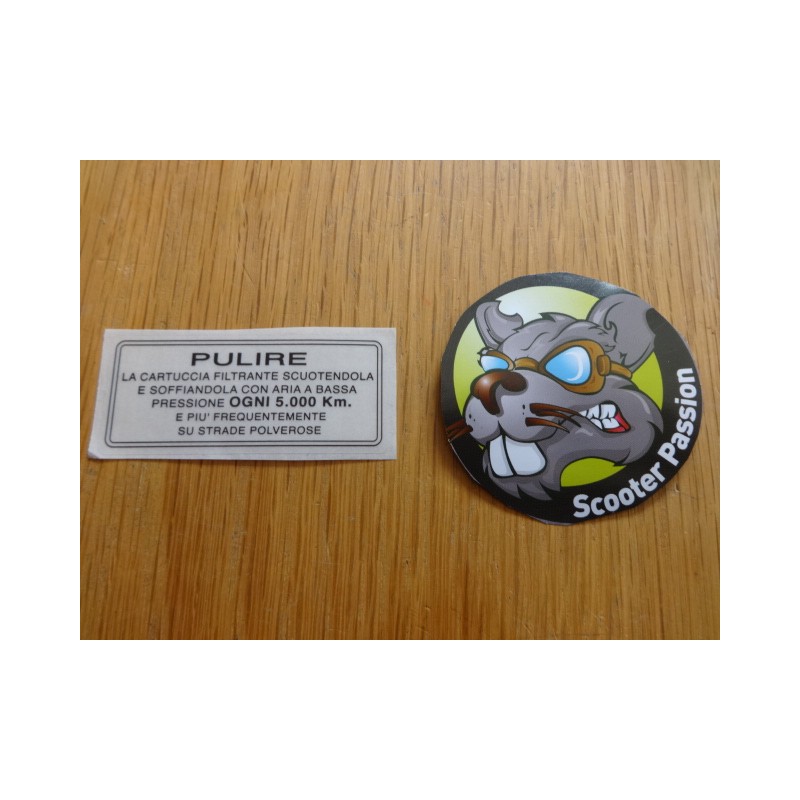 PULIRE
LA CARTUCCIA FILTRANTE SCUOTENDOLA
E SOFFIANDOLA CON ARIA A BASSA
PRESSIONE OGNI 5.000 Km.
E PIU' FREQUENTEMENTE
SU STRADE POLVEROSE
Scooter Passion